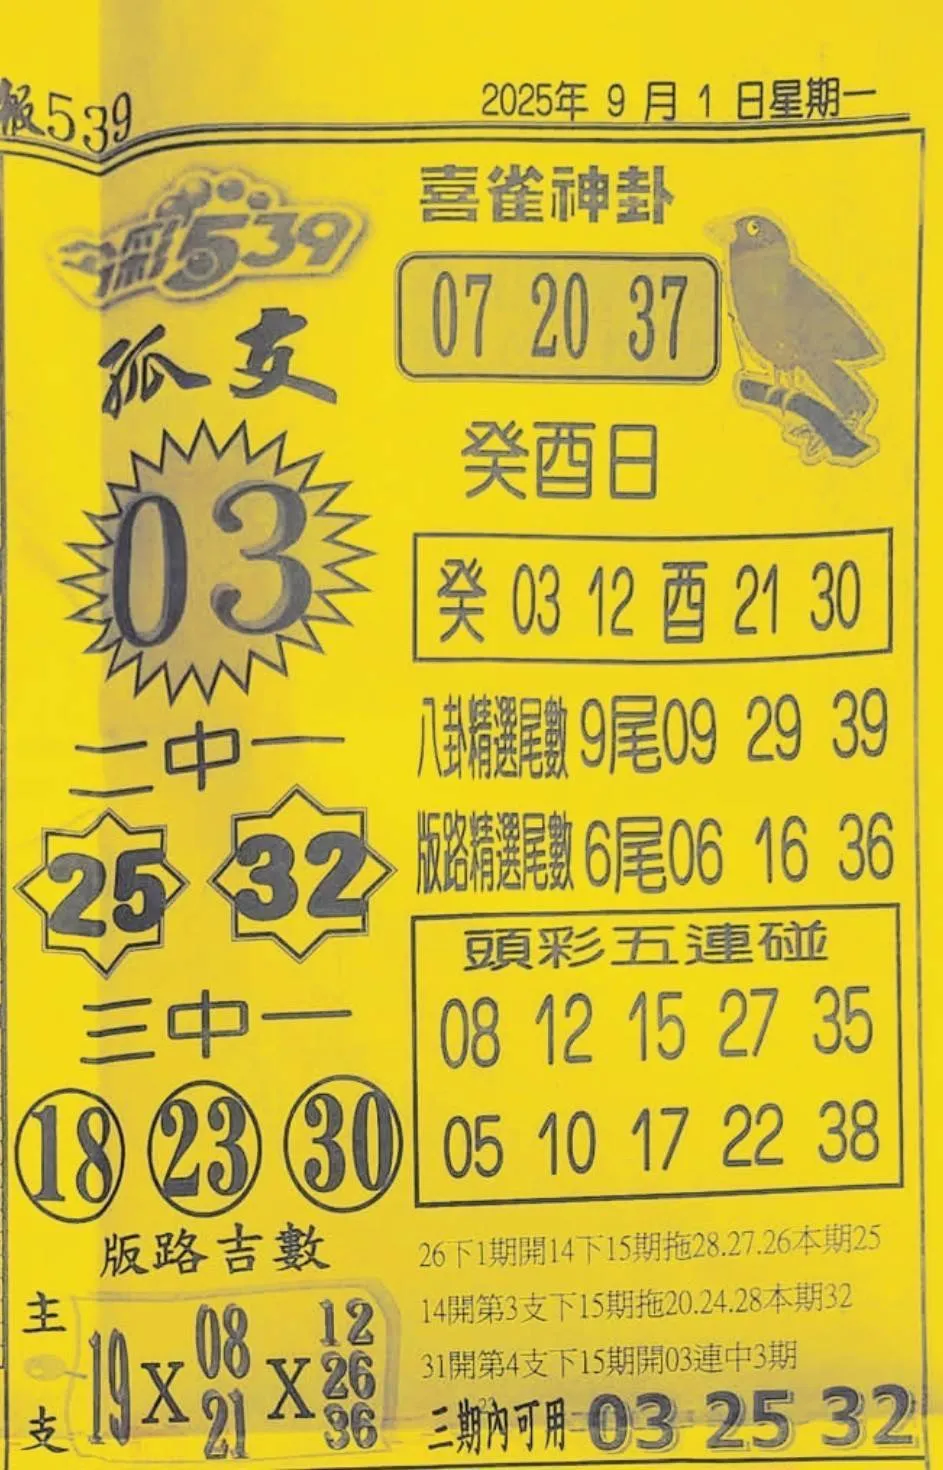 報539
2025年 9 月 1 日星期一
彩539
孤支
03
二中一
25 32
三中一
18 23 30
版路吉數
主支
19 X 08 21 X 12 26 36
喜雀神卦
07 20 37
癸酉日
癸 03 12 酉 21 30
八卦精選尾數 9尾09 29 39
版路精選尾數 6尾06 16 36
頭彩五連碰
08 12 15 27 35
05 10 17 22 38
26下1期開14下15期拖28.27.26本期25
14開第3支下15期拖20.24.28本期32
31開第4支下15期開03連中3期
三期內可用 03 25 32